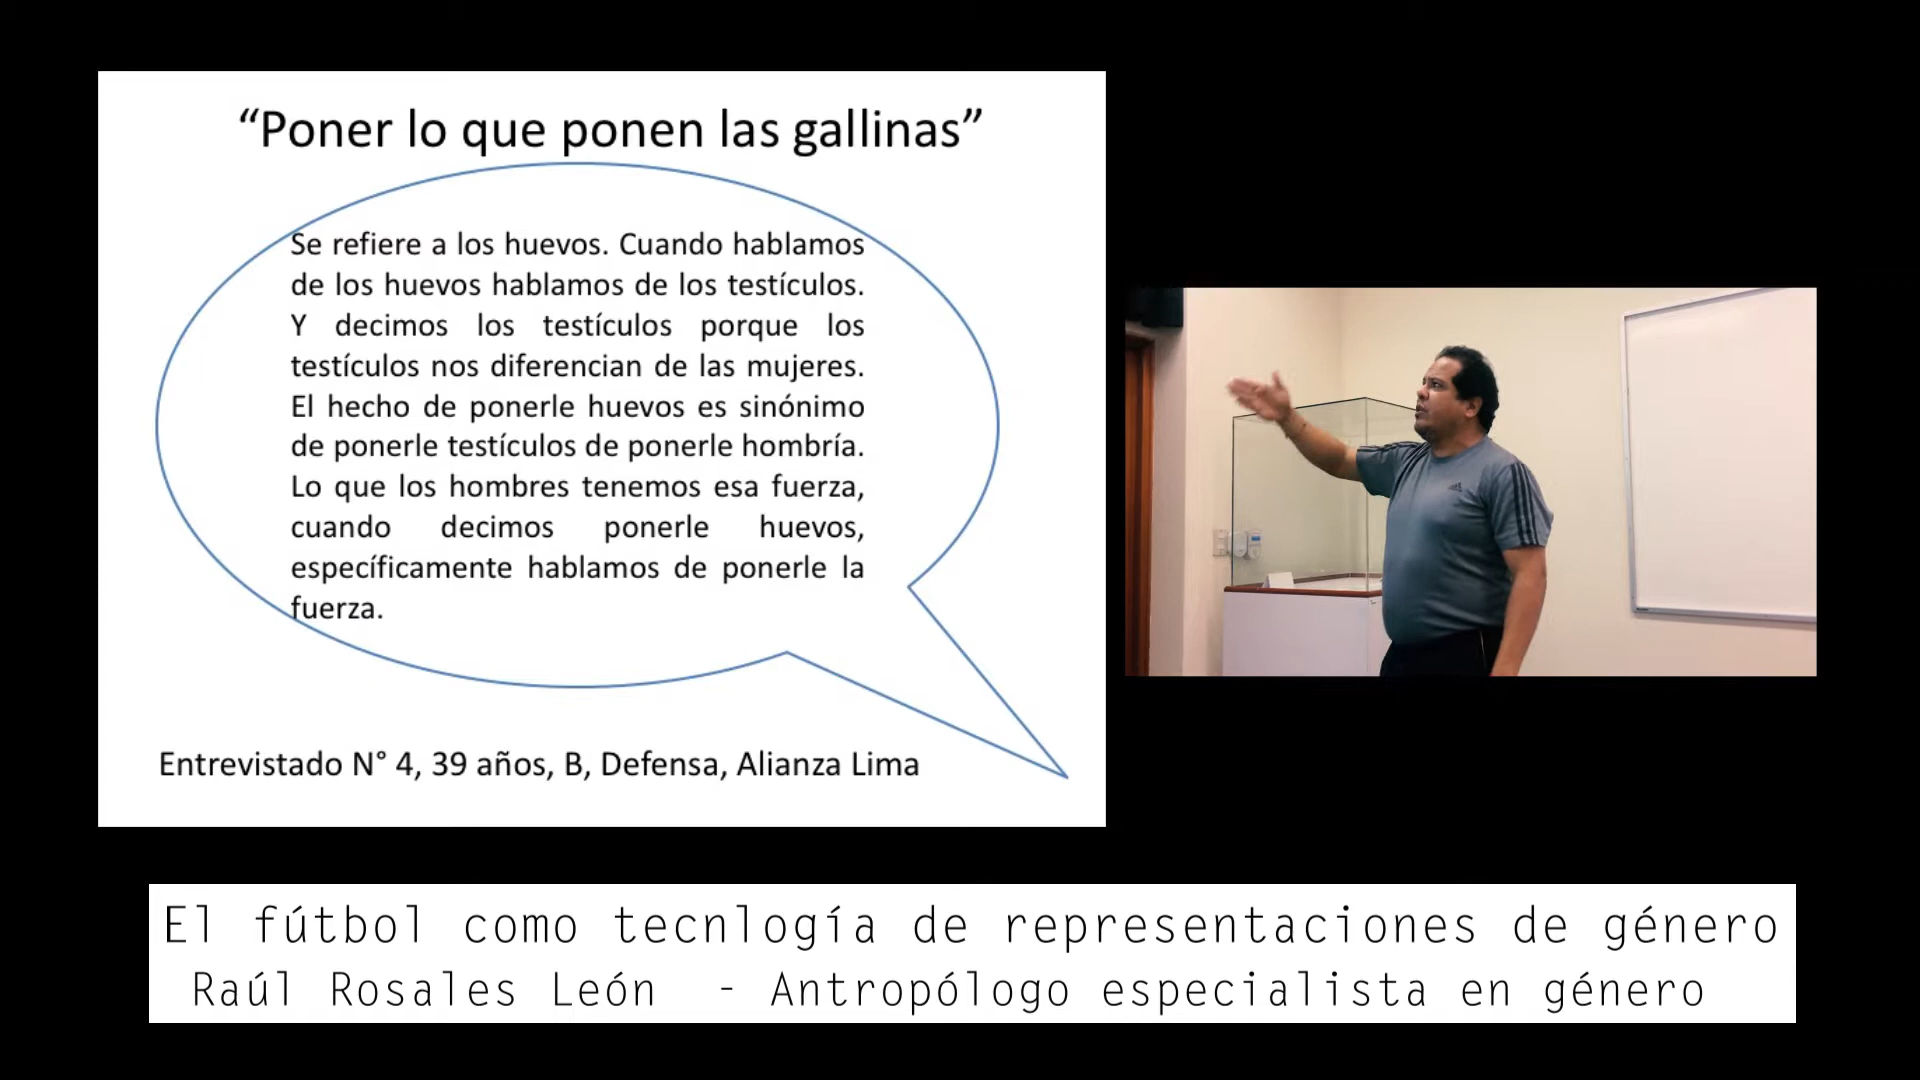 “Poner lo que ponen las gallinas”
Se refiere a los huevos. Cuando hablamos
de los huevos hablamos de los testículos.
Y decimos los testículos porque los
testículos nos diferencian de las mujeres.
El hecho de ponerle huevos es sinónimo
de ponerle testículos de ponerle hombría.
Lo que los hombres tenemos esa fuerza,
cuando decimos ponerle huevos,
específicamente hablamos de ponerle la
fuerza.
Entrevistado N° 4, 39 años, B, Defensa, Alianza Lima
El fútbol como tecnlogía de representaciones de género
Raúl Rosales León - Antropólogo especialista en género